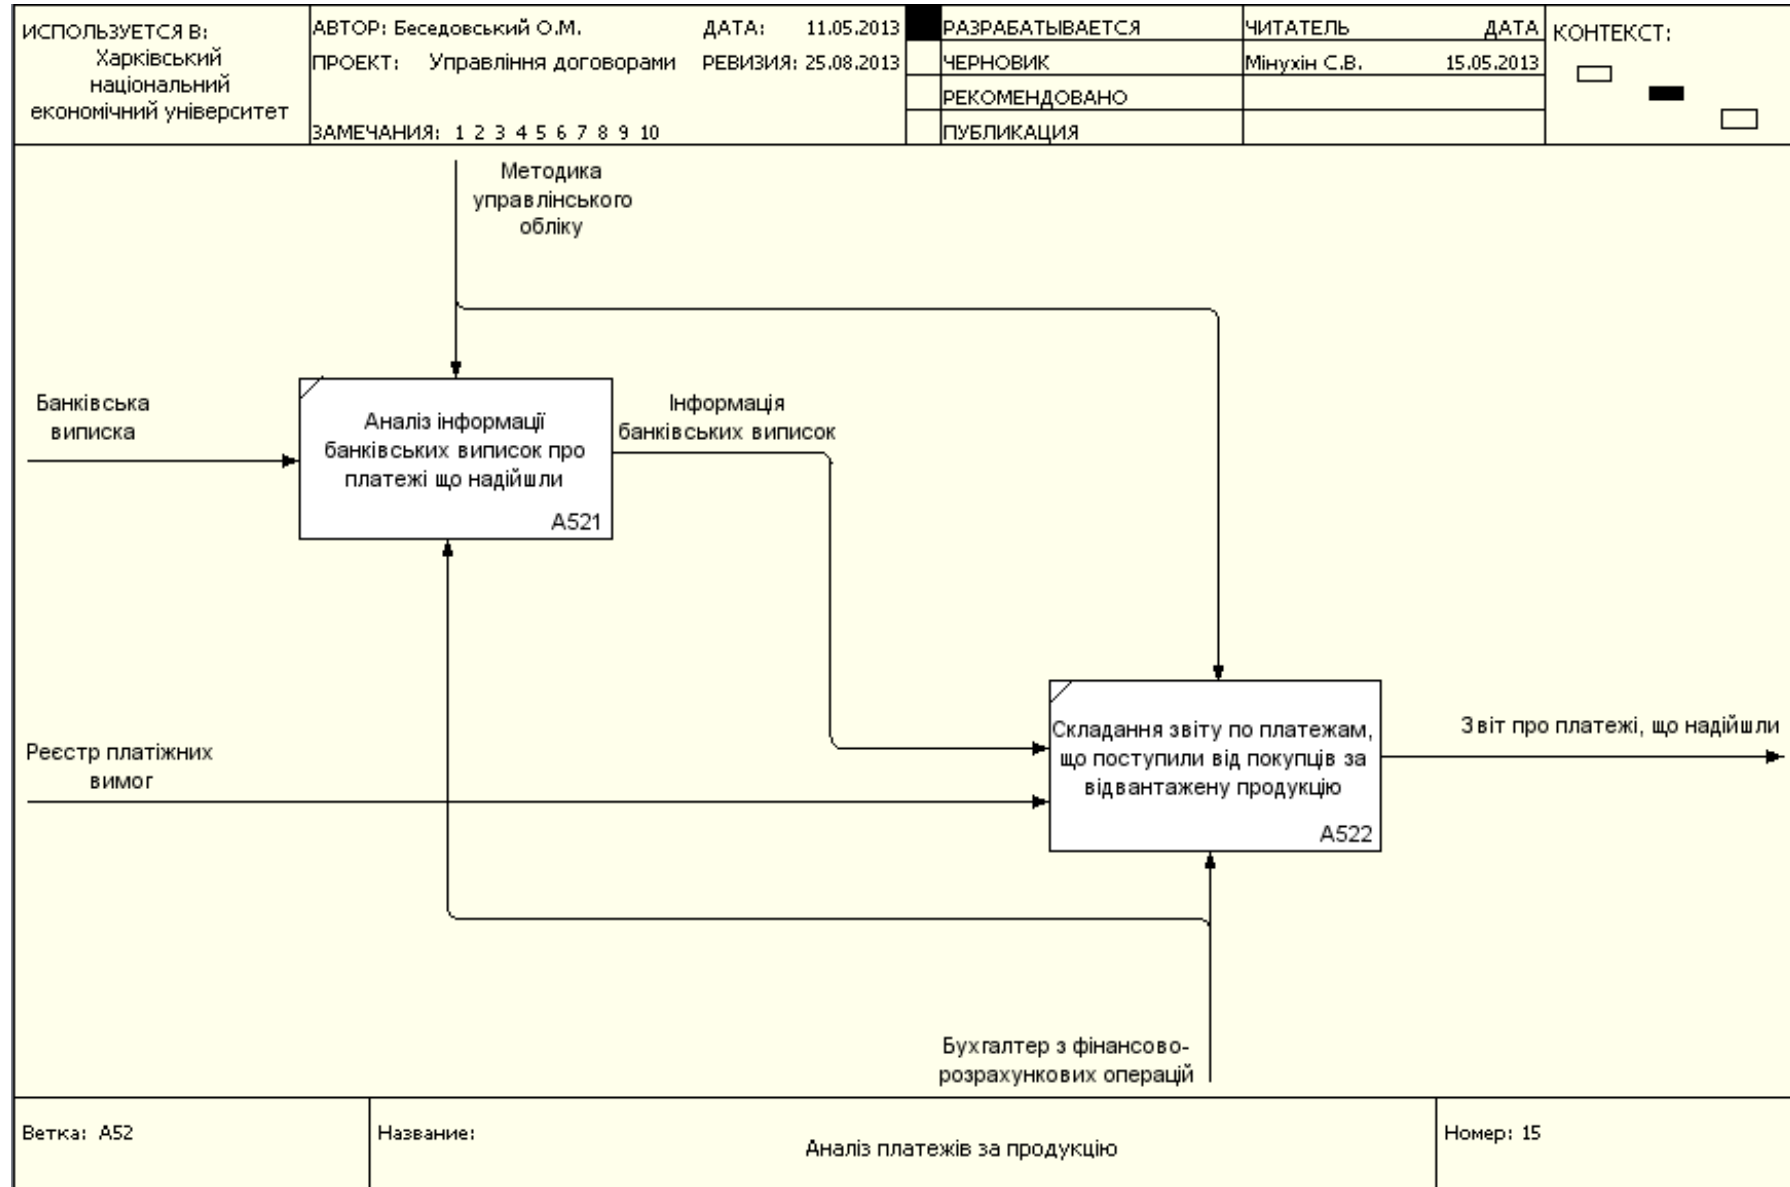 ИСПОЛЬЗУЕТСЯ В:
Харківський
національний
економічний університет
АВТОР: Беседовський О.М.
ДАТА: 11.05.2013
ПРОЕКТ: Управління договорами
РЕВИЗИЯ: 25.08.2013
ЗАМЕЧАНИЯ: 1 2 3 4 5 6 7 8 9 10
РАЗРАБАТЫВАЕТСЯ
ЧЕРНОВИК
РЕКОМЕНДОВАНО
ПУБЛИКАЦИЯ
ЧИТАТЕЛЬ ДАТА
Мінухін С.В. 15.05.2013
КОНТЕКСТ:
Методика
управлінського
обліку
Банківська
виписка
Аналіз інформації
банківських виписок про
платежі що надійшли
A521
Інформація
банківських виписок
Реєстр платіжних
вимог
Складання звіту по платежам,
що поступили від покупців за
відвантажену продукцію
A522
Звіт про платежі, що надійшли
Бухгалтер з фінансово-
розрахункових операцій
Ветка: A52
Название:
Аналіз платежів за продукцію
Номер: 15